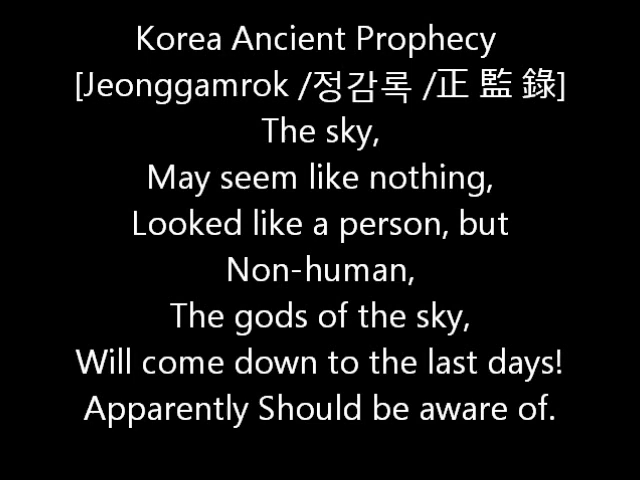 Korea Ancient Prophecy
[Jeonggamrok /정감록 /正 監 錄]
The sky,
May seem like nothing,
Looked like a person, but
Non-human,
The gods of the sky,
Will come down to the last days!
Apparently Should be aware of.